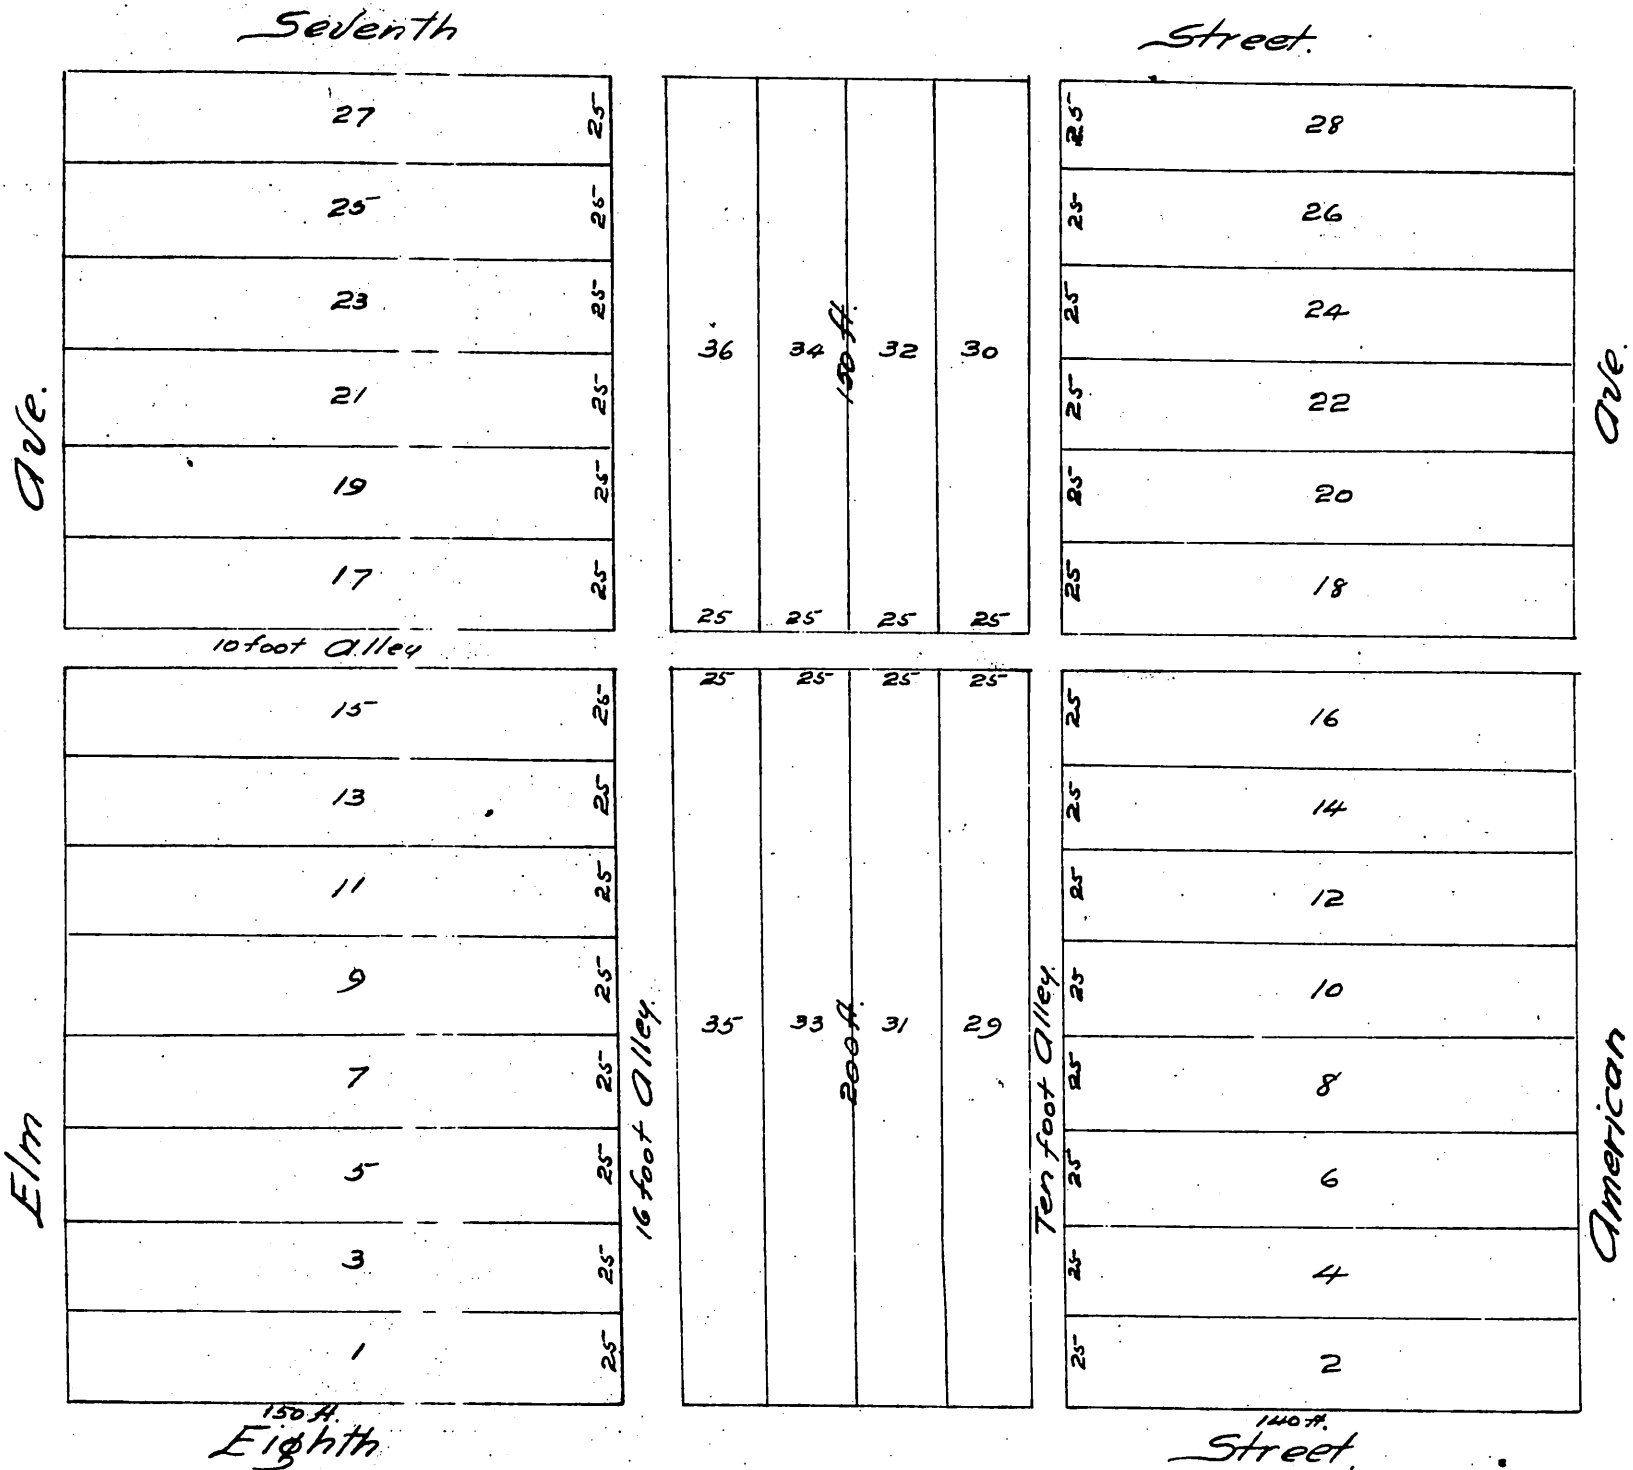 Seventh Street.
27 25
25 25
23 25
21 25
19 25
17 25
36 34 32 30
150 ft.
25 25 25 25
25 28
25 26
25 24
25 22
25 20
25 18
Ave.
Ave.
10 foot Alley
15 25
13 25
11 25
9 25
7 25
5 25
3 25
1 25
16 foot Alley.
25 25 25 25
35 33 31 29
200 ft.
Ten foot Alley.
25 16
25 14
25 12
25 10
25 8
25 6
25 4
25 2
Elm
American
150 ft.
140 ft.
Eighth Street.